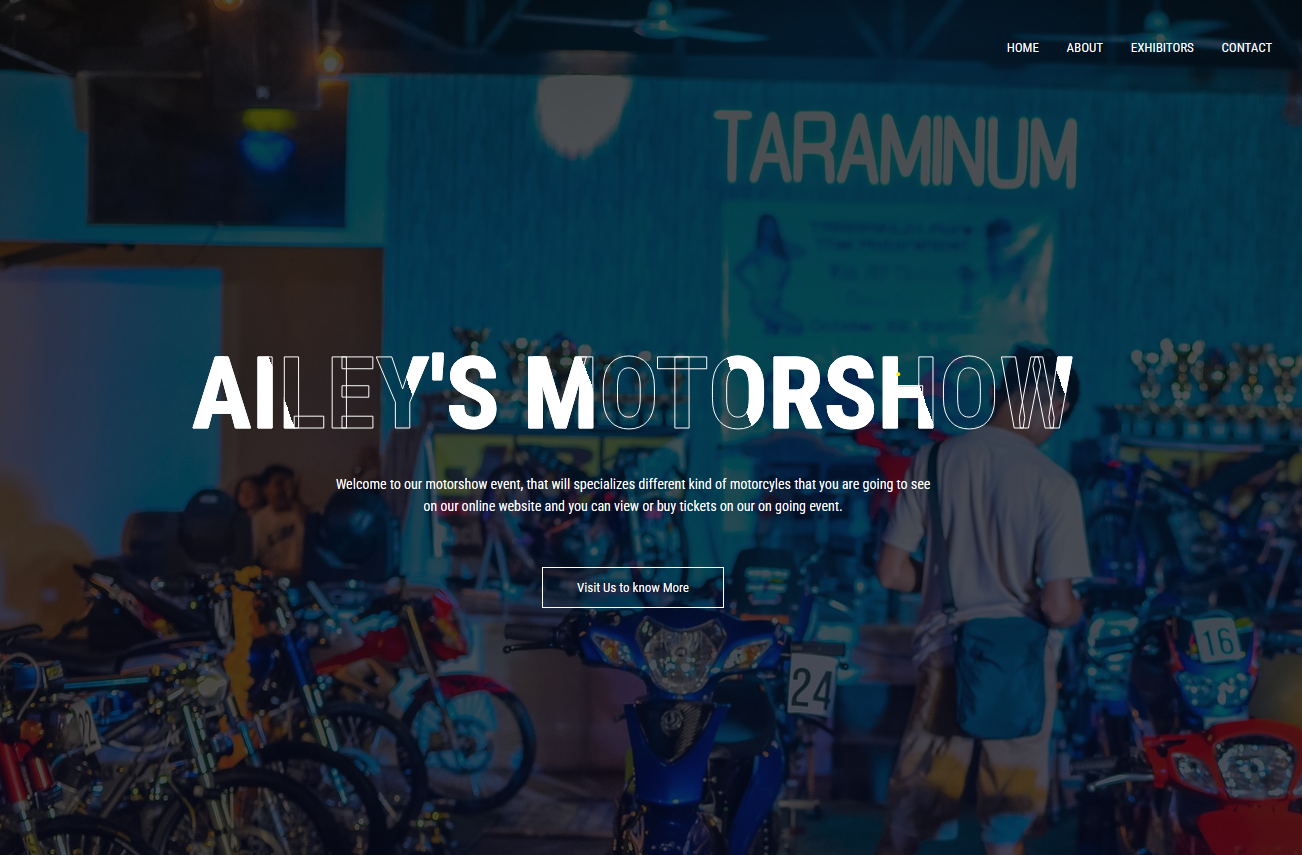 HOME ABOUT EXHIBITORS CONTACT
TARAMINUM
AILEY'S MOTORSHOW
Welcome to our motorshow event, that will specializes different kind of motorcyles that you are going to see
on our online website and you can view or buy tickets on our on going event.
Visit Us to know More
16
24